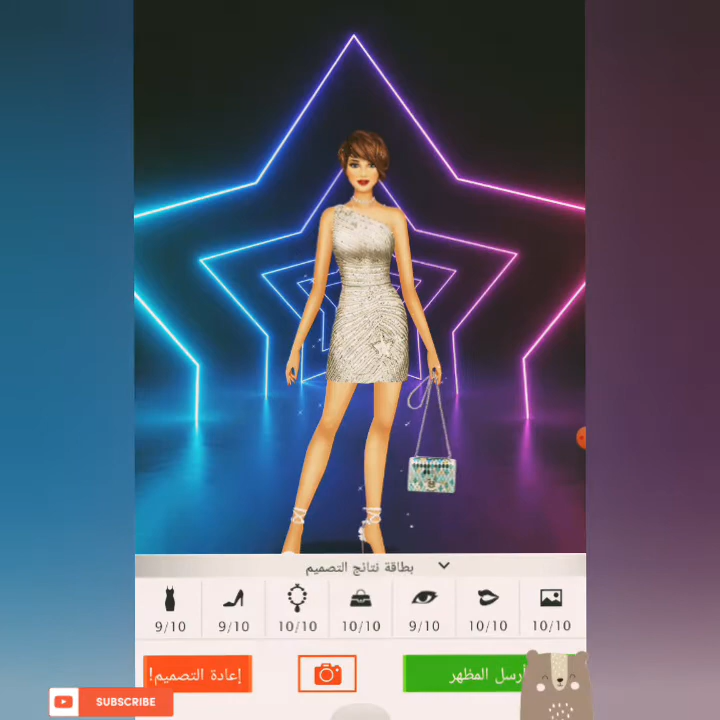 بطاقة نتائج التصميم
9/10 9/10 10/10 10/10 9/10 10/10 10/10
إعادة التصميم!
أرسل المظهر
SUBSCRIBE